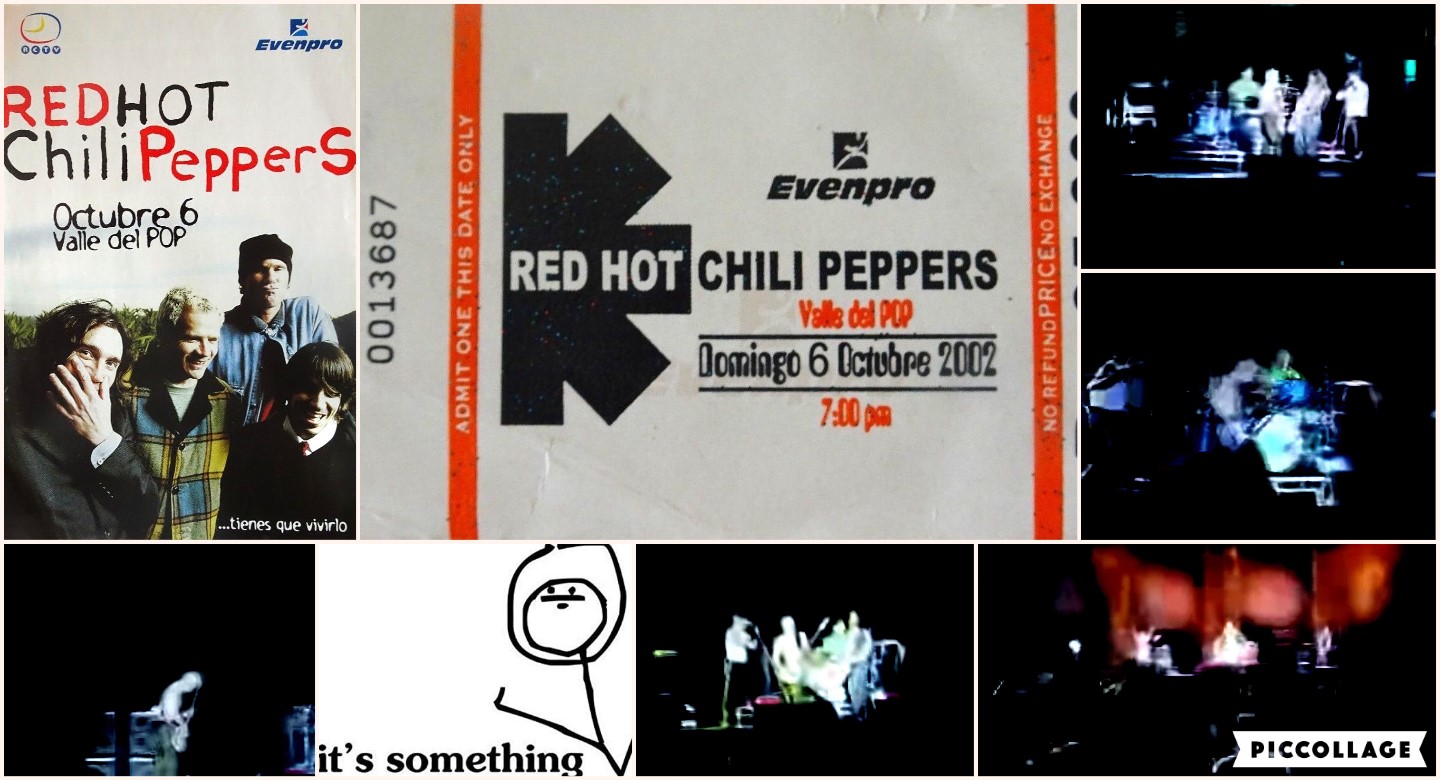 RCTV
Evenpro
REDHOT
ChiliPeppers
Octubre 6
Valle del POP
...tienes que vivirlo
0013687
ADMIT ONE THIS DATE ONLY
Evenpro
RED HOT CHILI PEPPERS
Valle del POP
Domingo 6 Octubre 2002
7:00 pm
NO REFUND PRICE NO EXCHANGE
it's something
PICCOLLAGE